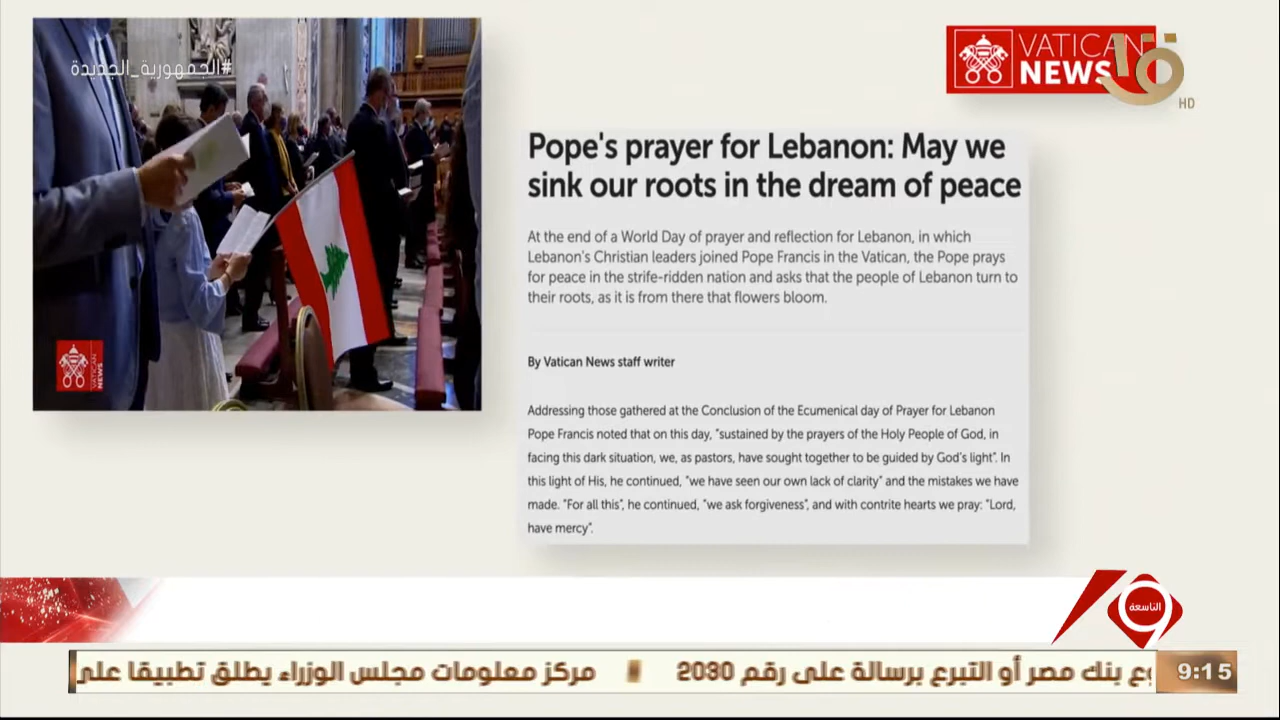 #الجمهورية_الجديدة
VATICAN
NEWS
HD
Pope's prayer for Lebanon: May we
sink our roots in the dream of peace
At the end of a World Day of prayer and reflection for Lebanon, in which
Lebanon's Christian leaders joined Pope Francis in the Vatican, the Pope prays
for peace in the strife-ridden nation and asks that the people of Lebanon turn to
their roots, as it is from there that flowers bloom.
By Vatican News staff writer
Addressing those gathered at the Conclusion of the Ecumenical day of Prayer for Lebanon
Pope Francis noted that on this day, “sustained by the prayers of the Holy People of God, in
facing this dark situation, we, as pastors, have sought together to be guided by God's light”. In
this light of His, he continued, “we have seen our own lack of clarity” and the mistakes we have
made. “For all this”, he continued, “we ask forgiveness”, and with contrite hearts we pray: “Lord,
have mercy”.
VATICAN
NEWS
التاسعة
9:15
بنك مصر أو التبرع برسالة على رقم 2030 مركز معلومات مجلس الوزراء يطلق تطبيقا على